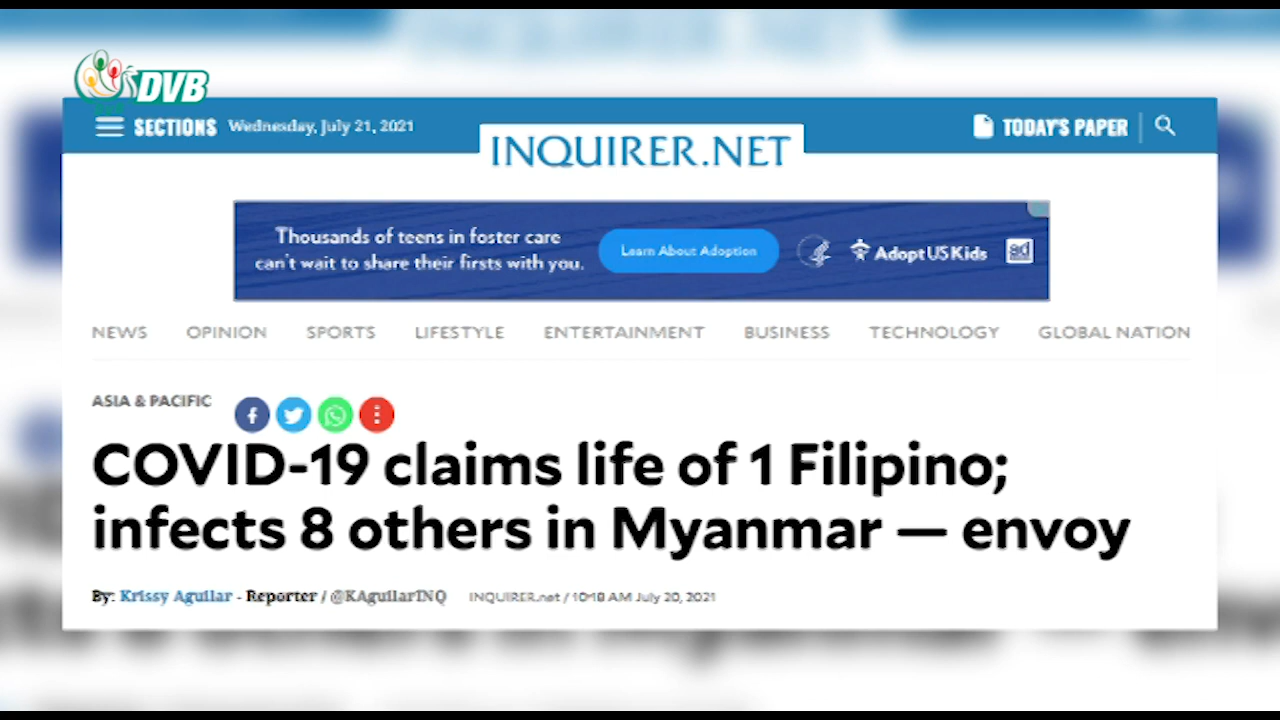 DVB
SECTIONS Wednesday, July 21, 2021
INQUIRER.NET
TODAY'S PAPER
Thousands of teens in foster care
can't wait to share their firsts with you.
Learn About Adoption
AdoptUSKids
ad
NEWS OPINION SPORTS LIFESTYLE ENTERTAINMENT BUSINESS TECHNOLOGY GLOBAL NATION
ASIA & PACIFIC
COVID-19 claims life of 1 Filipino;
infects 8 others in Myanmar — envoy
By: Krissy Aguilar - Reporter / @KAguilarINQ INQUIRER.net / 10:18 AM July 20, 2021